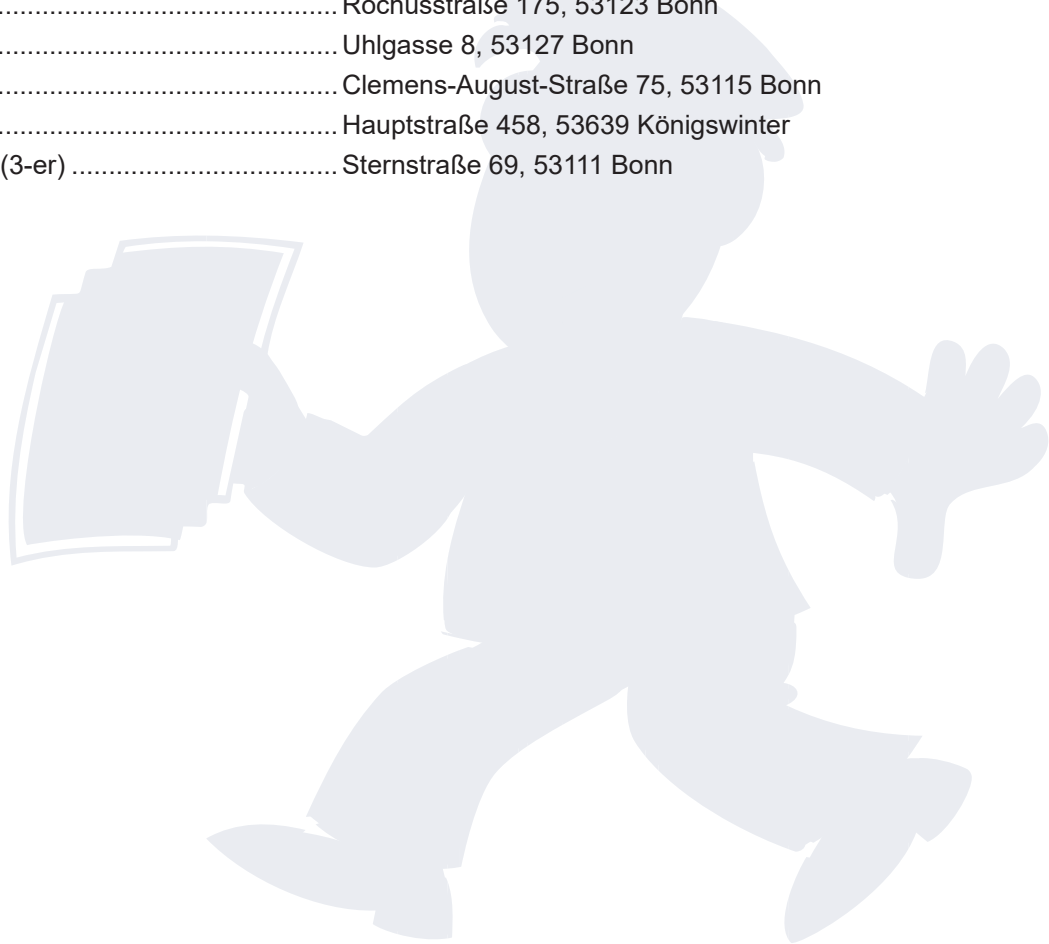 ........................................ Rochusstraße 175, 53123 Bonn
........................................ Uhlgasse 8, 53127 Bonn
........................................ Clemens-August-Straße 75, 53115 Bonn
........................................ Hauptstraße 458, 53639 Königswinter
(3-er) .................................... Sternstraße 69, 53111 Bonn